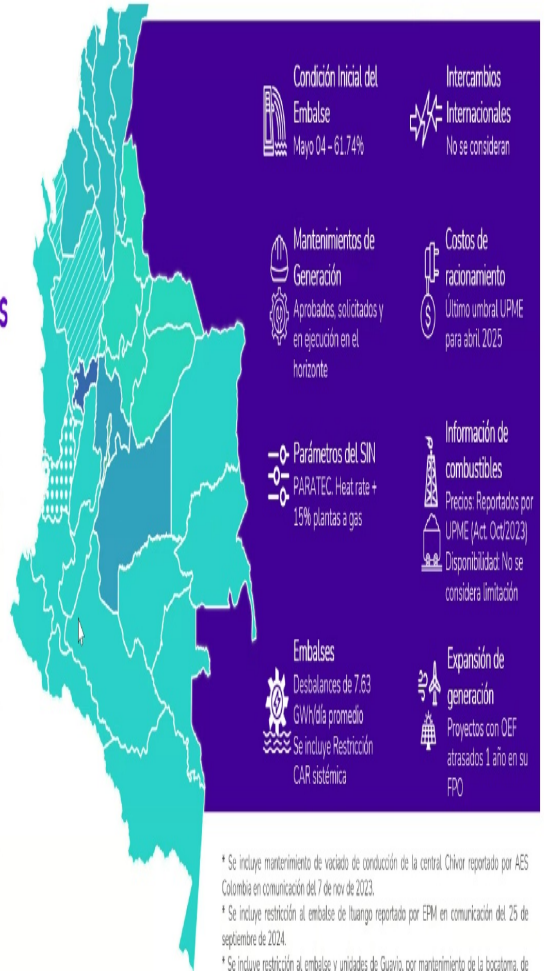 Condición Inicial del
Embalse
Mayo 04 – 61.74%
Intercambios
Internacionales
No se consideran
Mantenimientos de
Generación
Aprobados, solicitados y
en ejecución en el
horizonte
Costos de
racionamiento
Último umbral UPME
para abril 2025
Parámetros del SIN
PARATEC. Heat rate +
15% plantas a gas
Información de
combustibles
Precios: Reportados por
UPME (Act. Oct/2023)
Disponibilidad: No se
considera limitación
Embalses
Desbalances de 7.63
GWh/día promedio
Se incluye Restricción
CAR sistémica
Expansión de
generación
Proyectos con OEF
atrasados 1 año en su
FPO
S
* Se incluye mantenimiento de vaciado de conducción de la central Chivor reportado por AES
Colombia en comunicación del 7 de nov de 2023.
* Se incluye restricción al embalse de Ituango reportado por EPM en comunicación del 25 de
septiembre de 2024.
* Se incluye restricción al embalse y unidades de Guavio, por mantenimiento de la bocatoma, de